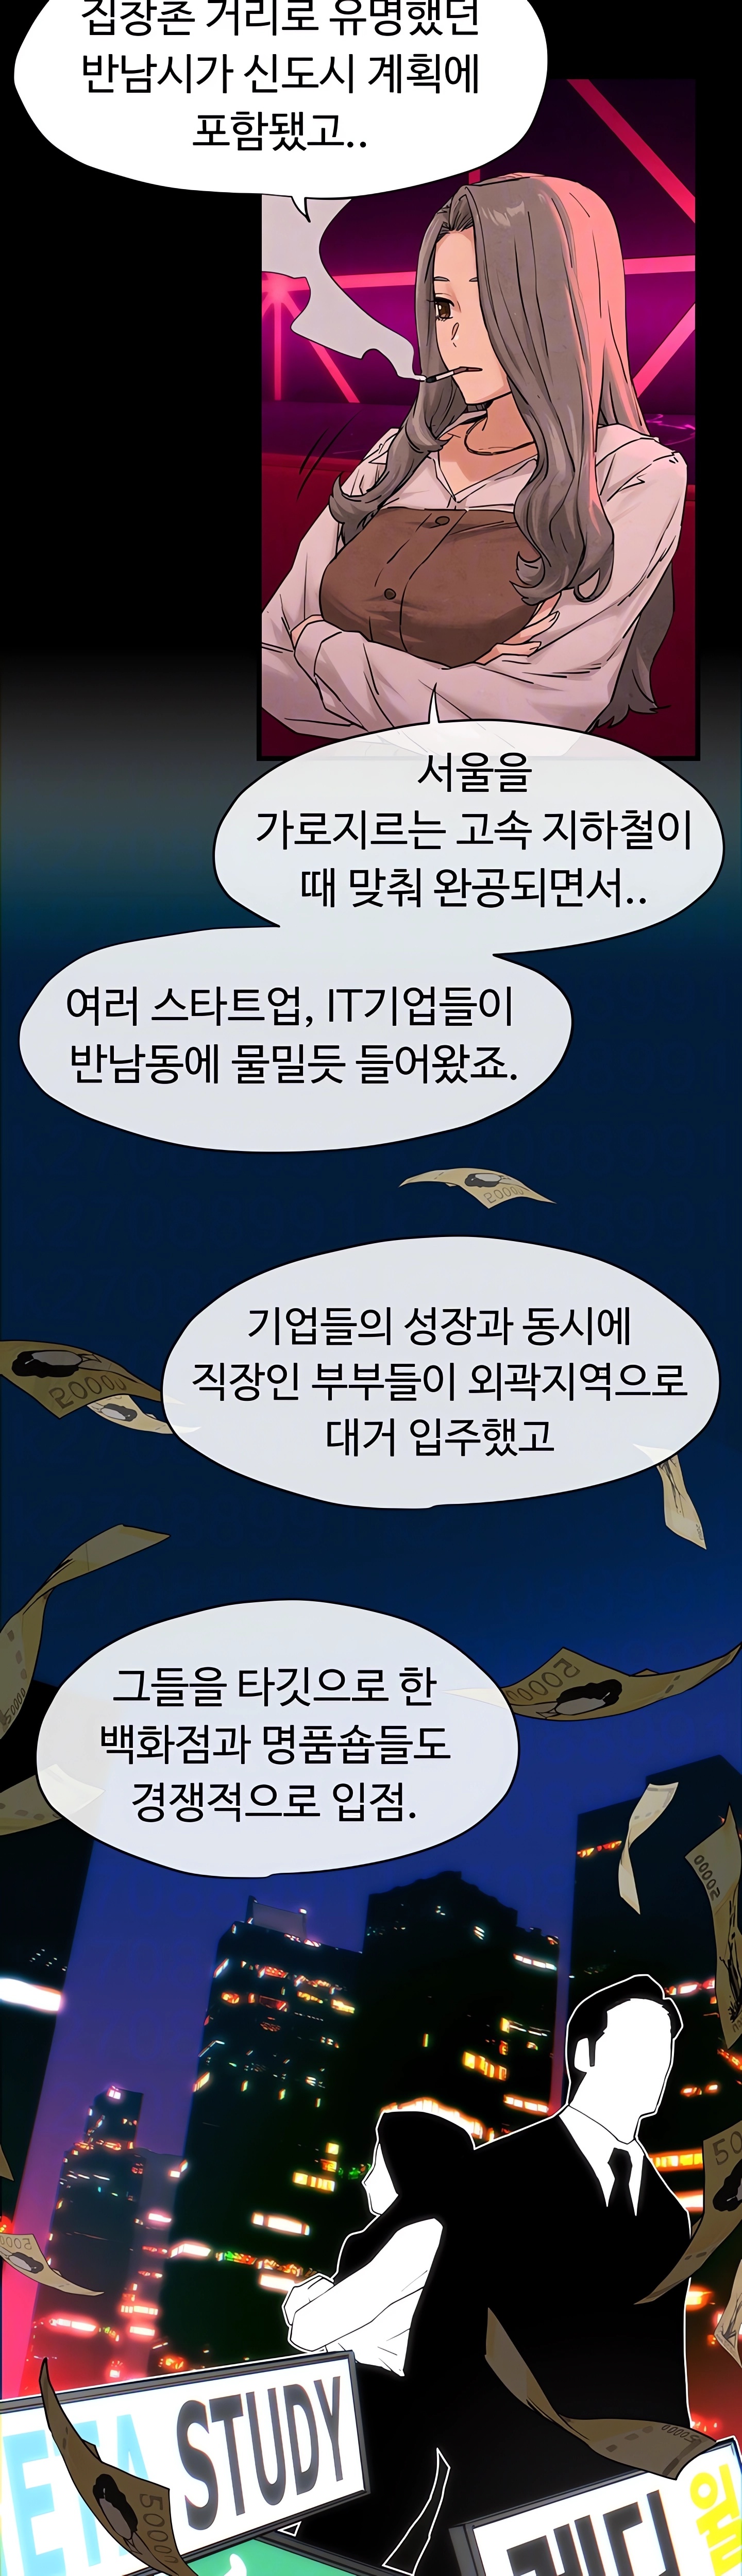 집창촌 거리로 유명했던
반남시가 신도시 계획에
포함됐고..
서울을
가로지르는 고속 지하철이
때 맞춰 완공되면서..
여러 스타트업, IT기업들이
반남동에 물밀듯 들어왔죠.
50000
기업들의 성장과 동시에
직장인 부부들이 외곽지역으로
대거 입주했고
50000
그들을 타깃으로 한
백화점과 명품숍들도
경쟁적으로 입점.
50000
50000
50000
ETA STUDY
50000